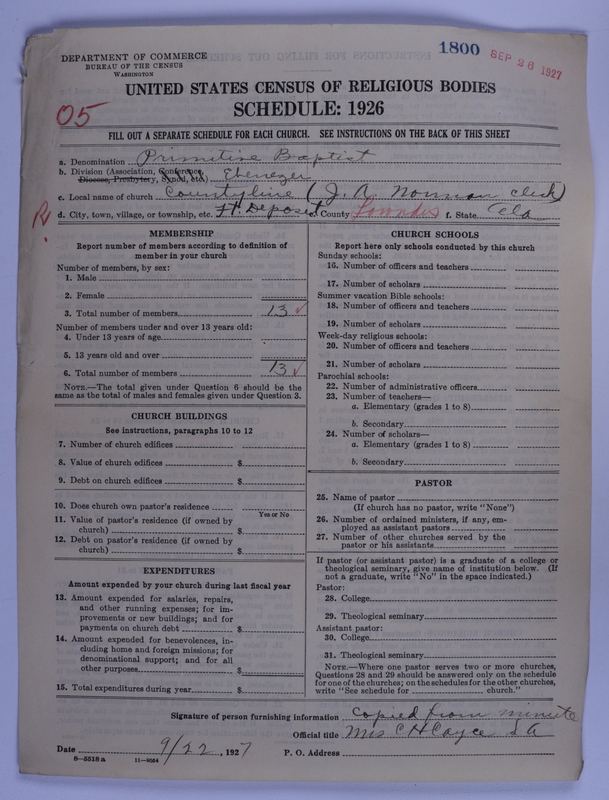 1800
SEP 26 1927
DEPARTMENT OF COMMERCE
BUREAU OF THE CENSUS
WASHINGTON
UNITED STATES CENSUS OF RELIGIOUS BODIES
SCHEDULE: 1926
05
FILL OUT A SEPARATE SCHEDULE FOR EACH CHURCH. SEE INSTRUCTIONS ON THE BACK OF THIS SHEET
a. Denomination Primitive Baptist
b. Division (Association, Conference, Diocese, Presbytery, Synod, etc.) Ebenezer
c. Local name of church Countyline (J. A. Norman Clerk)
d. City, town, village, or township, etc. Ft. Deposit e. County Lowndes f. State Ala
R.
MEMBERSHIP
Report number of members according to definition of
member in your church
Number of members, by sex:
1. Male
2. Female
3. Total number of members 13 ✓
Number of members under and over 13 years old:
4. Under 13 years of age
5. 13 years old and over
6. Total number of members 13 ✓
NOTE.—The total given under Question 6 should be the
same as the total of males and females given under Question 3.
CHURCH BUILDINGS
See instructions, paragraphs 10 to 12
7. Number of church edifices
8. Value of church edifices $
9. Debt on church edifices $
10. Does church own pastor's residence
Yes or No
11. Value of pastor's residence (if owned by
church) $
12. Debt on pastor's residence (if owned by
church) $
EXPENDITURES
Amount expended by your church during last fiscal year
13. Amount expended for salaries, repairs,
and other running expenses; for im-
provements or new buildings; and for
payments on church debt $
14. Amount expended for benevolences, in-
cluding home and foreign missions; for
denominational support; and for all
other purposes $
15. Total expenditures during year $
CHURCH SCHOOLS
Report here only schools conducted by this church
Sunday schools:
16. Number of officers and teachers
17. Number of scholars
Summer vacation Bible schools:
18. Number of officers and teachers
19. Number of scholars
Week-day religious schools:
20. Number of officers and teachers
21. Number of scholars
Parochial schools:
22. Number of administrative officers
23. Number of teachers—
a. Elementary (grades 1 to 8)
b. Secondary
24. Number of scholars—
a. Elementary (grades 1 to 8)
b. Secondary
PASTOR
25. Name of pastor
(If church has no pastor, write "None")
26. Number of ordained ministers, if any, em-
ployed as assistant pastors
27. Number of other churches served by the
pastor or his assistants
If pastor (or assistant pastor) is a graduate of a college or
theological seminary, give name of institution below. (If
not a graduate, write "No" in the space indicated.)
Pastor:
28. College
29. Theological seminary
Assistant pastor:
30. College
31. Theological seminary
NOTE.—Where one pastor serves two or more churches,
Questions 28 and 29 should be answered only on the schedule
for one of the churches; on the schedules for the other churches,
write "See schedule for church."
Signature of person furnishing information Copied from minute
Official title Mrs C H Cayce S A
Date 9/22, 1927 P. O. Address
8—5518 a 11—9054